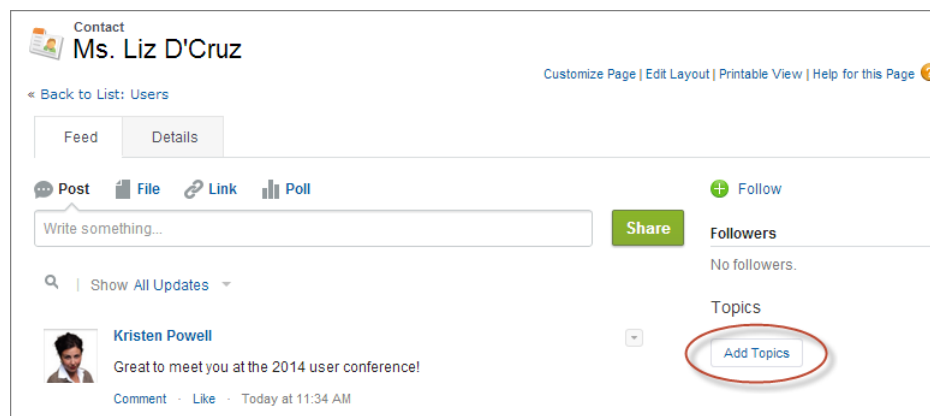 Contact
Ms. Liz D'Cruz
Customize Page | Edit Layout | Printable View | Help for this Page
« Back to List: Users
Feed Details
Post File Link Poll
Follow
Write something...
Share
Followers
No followers.
Show All Updates
Topics
Kristen Powell
Add Topics
Great to meet you at the 2014 user conference!
Comment · Like · Today at 11:34 AM